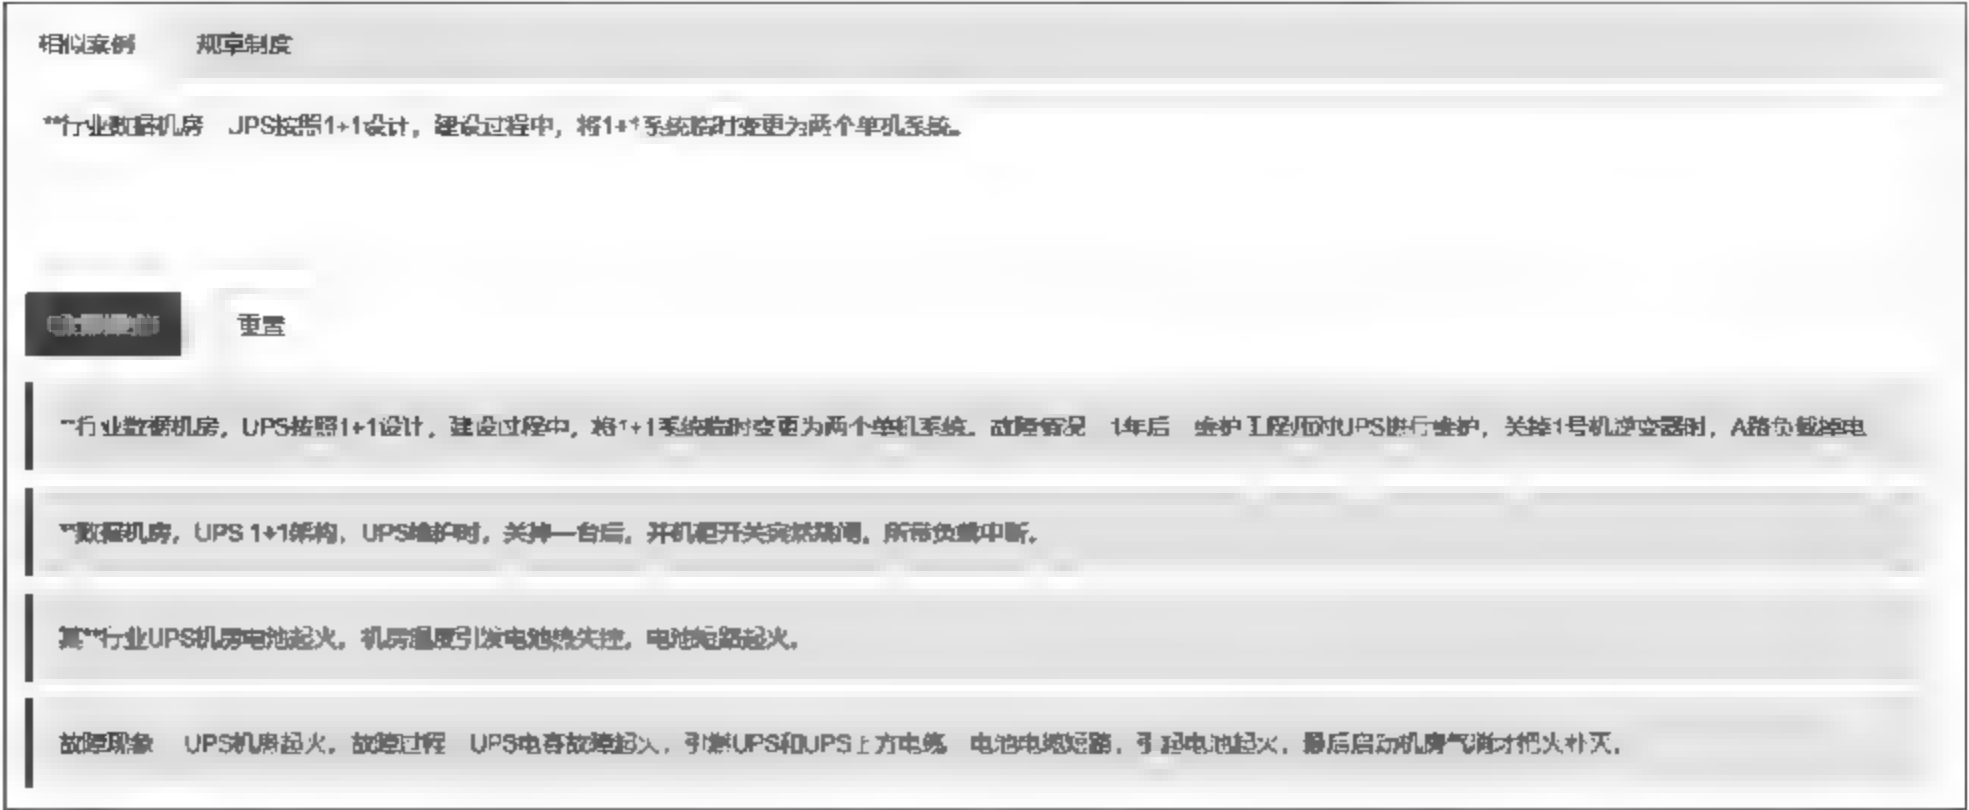 相似案例 规章制度
**行业数据机房 UPS按照1+1设计，建设过程中，将1+1系统临时变更为两个单机系统。
重置
**行业数据机房，UPS按照1+1设计，建设过程中，将1+1系统临时变更为两个单机系统。故障情况 1年后 维护工程师对UPS进行维护，关掉1号机逆变器时，A路负载掉电
**数据机房，UPS 1+1架构，UPS维护时，关掉一台后，并机柜开关突然跳闸，所带负载中断。
某**行业UPS机房电池起火，机房温度引发电池热失控，电池短路起火。
故障现象 UPS机房起火，故障过程 UPS电容故障起火，引燃UPS和UPS上方电缆 电池电缆短路，引起电池起火，最后启动机房气消才把火扑灭。